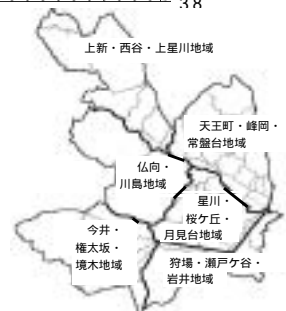 38
上新・西谷・上星川地域
天王町・峰岡・
常盤台地域
仏向・
川島地域
星川・
桜ケ丘・
月見台地域
今井・
権太坂・
境木地域
狩場・瀬戸ケ谷・
岩井地域